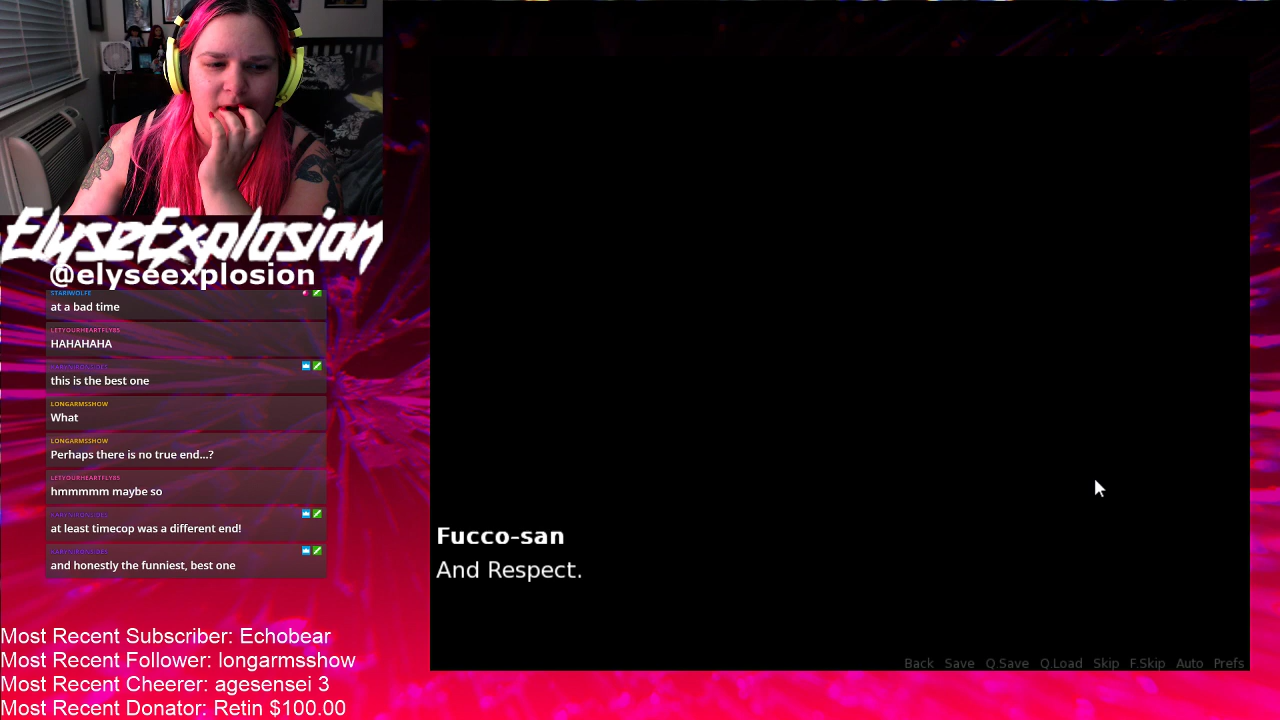 ElyseExplosion
@elyseexplosion
STARIWOLFE
at a bad time
LETYOURHEARTFLY85
HAHAHAHA
this is the best one
LONGARMSSHOW
What
LONGARMSSHOW
Perhaps there is no true end...?
LETYOURHEARTFLY85
hmmmmm maybe so
at least timecop was a different end!
and honestly the funniest, best one
Most Recent Subscriber: Echobear
Most Recent Follower: longarmsshow
Most Recent Cheerer: agesensei 3
Most Recent Donator: Retin $100.00
Fucco-san
And Respect.
Back Save Q.Save Q.Load Skip F.Skip Auto Prefs